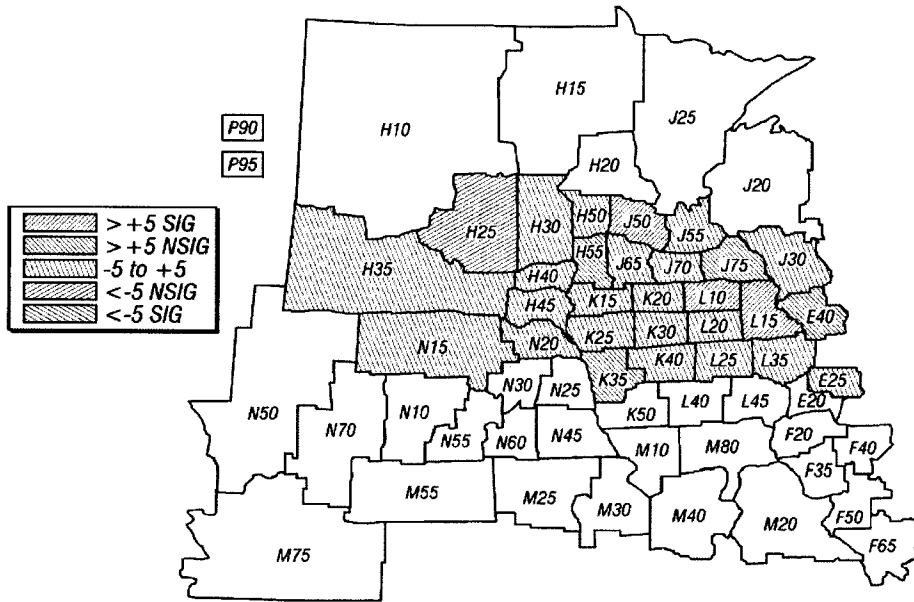 H15
J25
H10
P90
P95
H20
J20
> +5 SIG
> +5 NSIG
-5 to +5
< -5 NSIG
< -5 SIG
H25
H30
H50
J50
J55
H35
H55
J65
J70
J75
J30
H40
H45
K15
K20
L10
L15
E40
N15
N20
K25
K30
L20
K35
K40
L25
L35
E25
N30
N25
E20
N50
N70
N10
N55
N60
N45
K50
L40
L45
M10
M80
F20
F40
F35
M55
M25
M30
M40
M20
F50
F65
M75